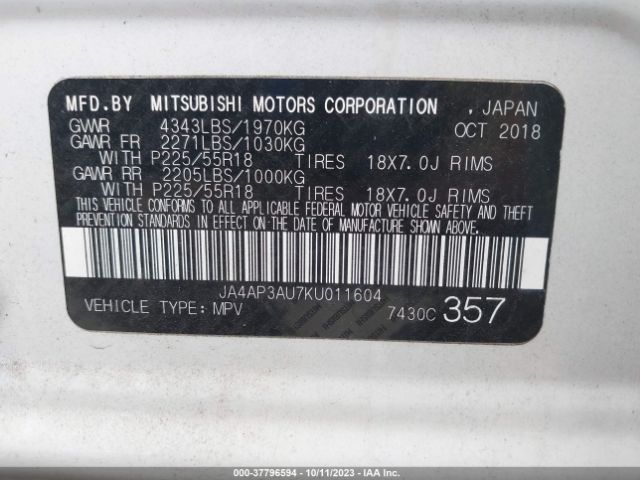 MFD.BY MITSUBISHI MOTORS CORPORATION , JAPAN
GVWR 4343LBS/1970KG OCT 2018
GAWR FR 2271LBS/1030KG
WITH P225/55R18 TIRES 18X7.0J RIMS
GAWR RR 2205LBS/1000KG
WITH P225/55R18 TIRES 18X7.0J RIMS
THIS VEHICLE CONFORMS TO ALL APPLICABLE FEDERAL MOTOR VEHICLE SAFETY AND THEFT
PREVENTION STANDARDS IN EFFECT ON THE DATE OF MANUFACTURE SHOWN ABOVE.
JA4AP3AU7KU011604
VEHICLE TYPE: MPV 7430C 357
000-37796594 - 10/11/2023 - IAAI.COM